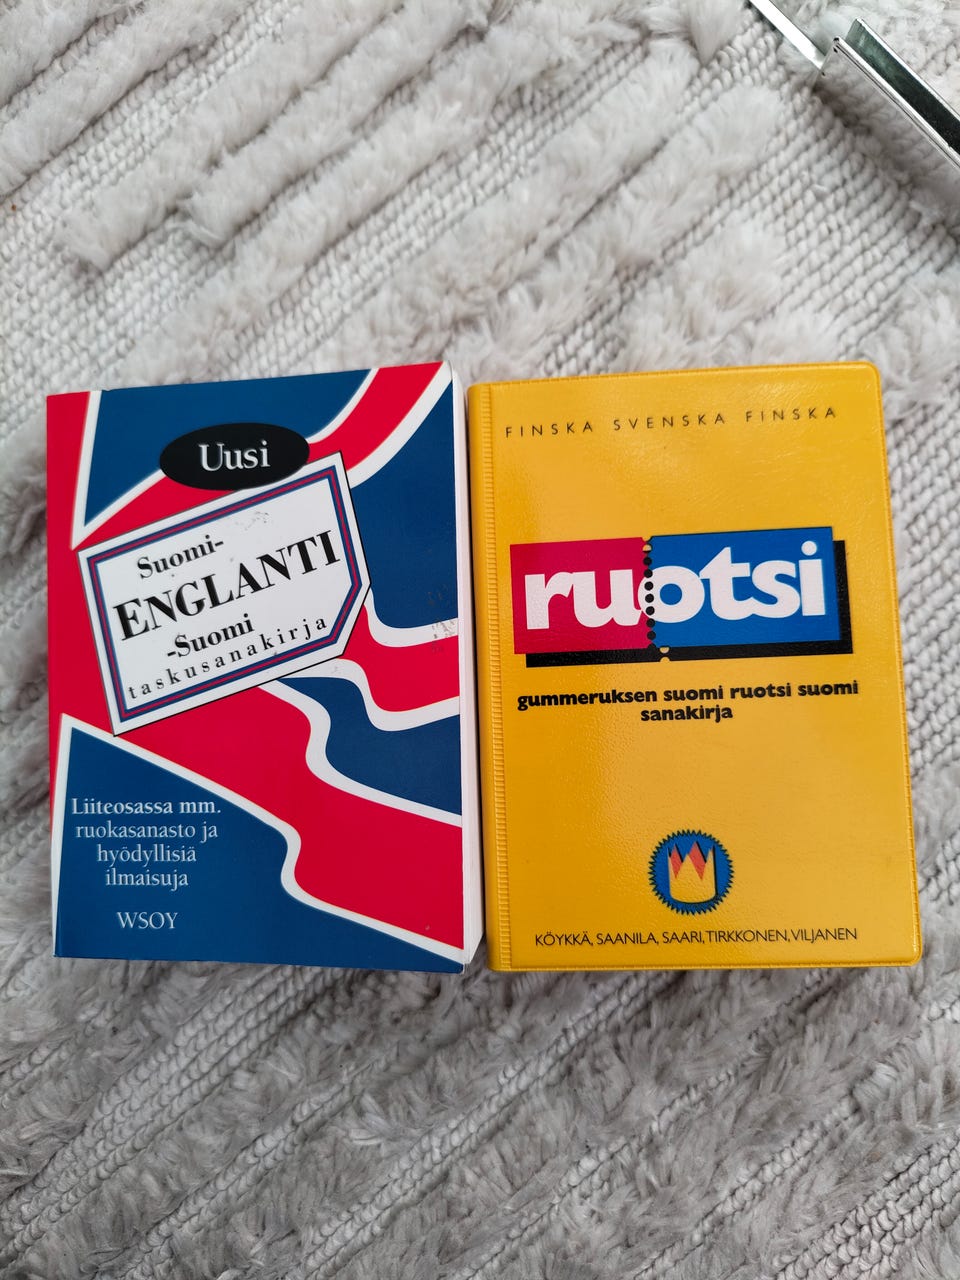 Uusi
Suomi-
ENGLANTI
-Suomi
taskusanakirja
Liiteosassa mm.
ruokasanasto ja
hyödyllisiä
ilmaisuja
WSOY
FINSKA SVENSKA FINSKA
ruotsi
gummeruksen suomi ruotsi suomi
sanakirja
KÖYKKÄ, SAANILA, SAARI, TIRKKONEN, VILJANEN